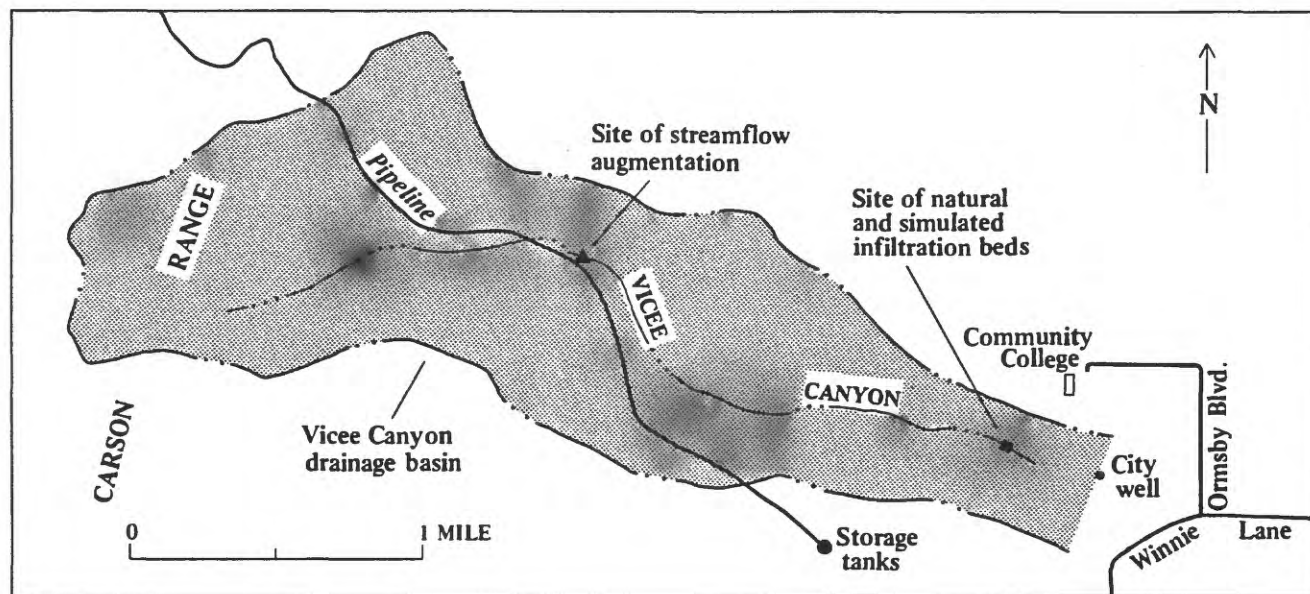 N
Site of streamflow
augmentation
Pipeline
Site of natural
and simulated
infiltration beds
RANGE
VICEE
Community
College
CANYON
Ormsby Blvd.
Vicee Canyon
drainage basin
CARSON
City
well
0 1 MILE
Storage
tanks
Winnie Lane